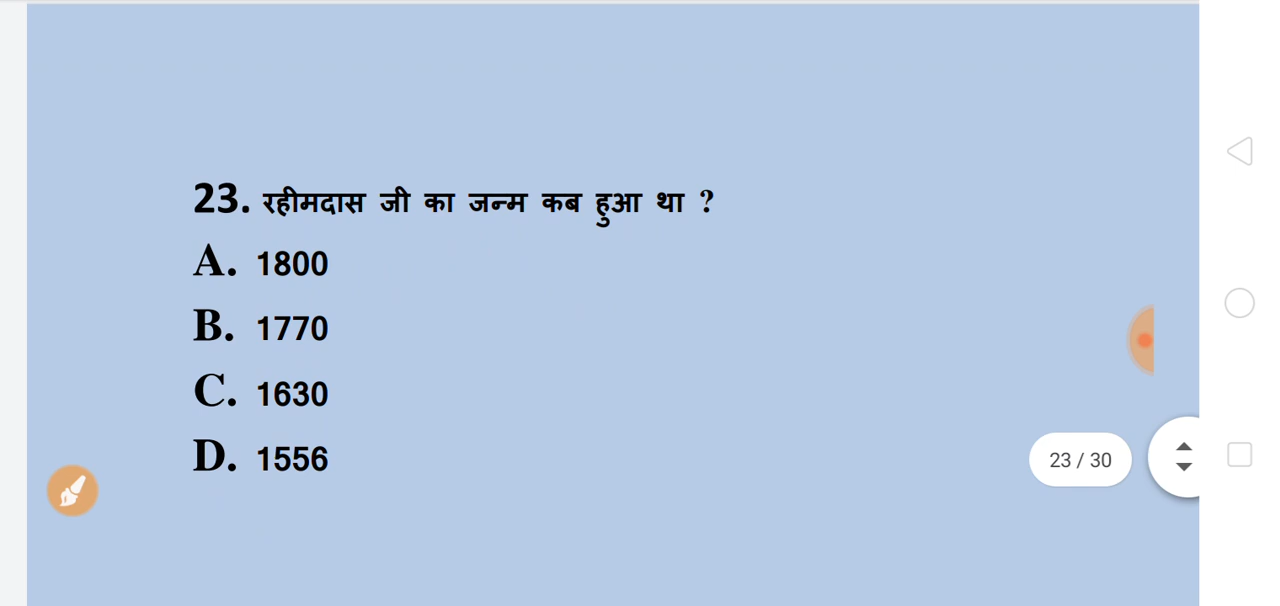 23. रहीमदास जी का जन्म कब हुआ था ?
A. 1800
B. 1770
C. 1630
D. 1556
23 / 30